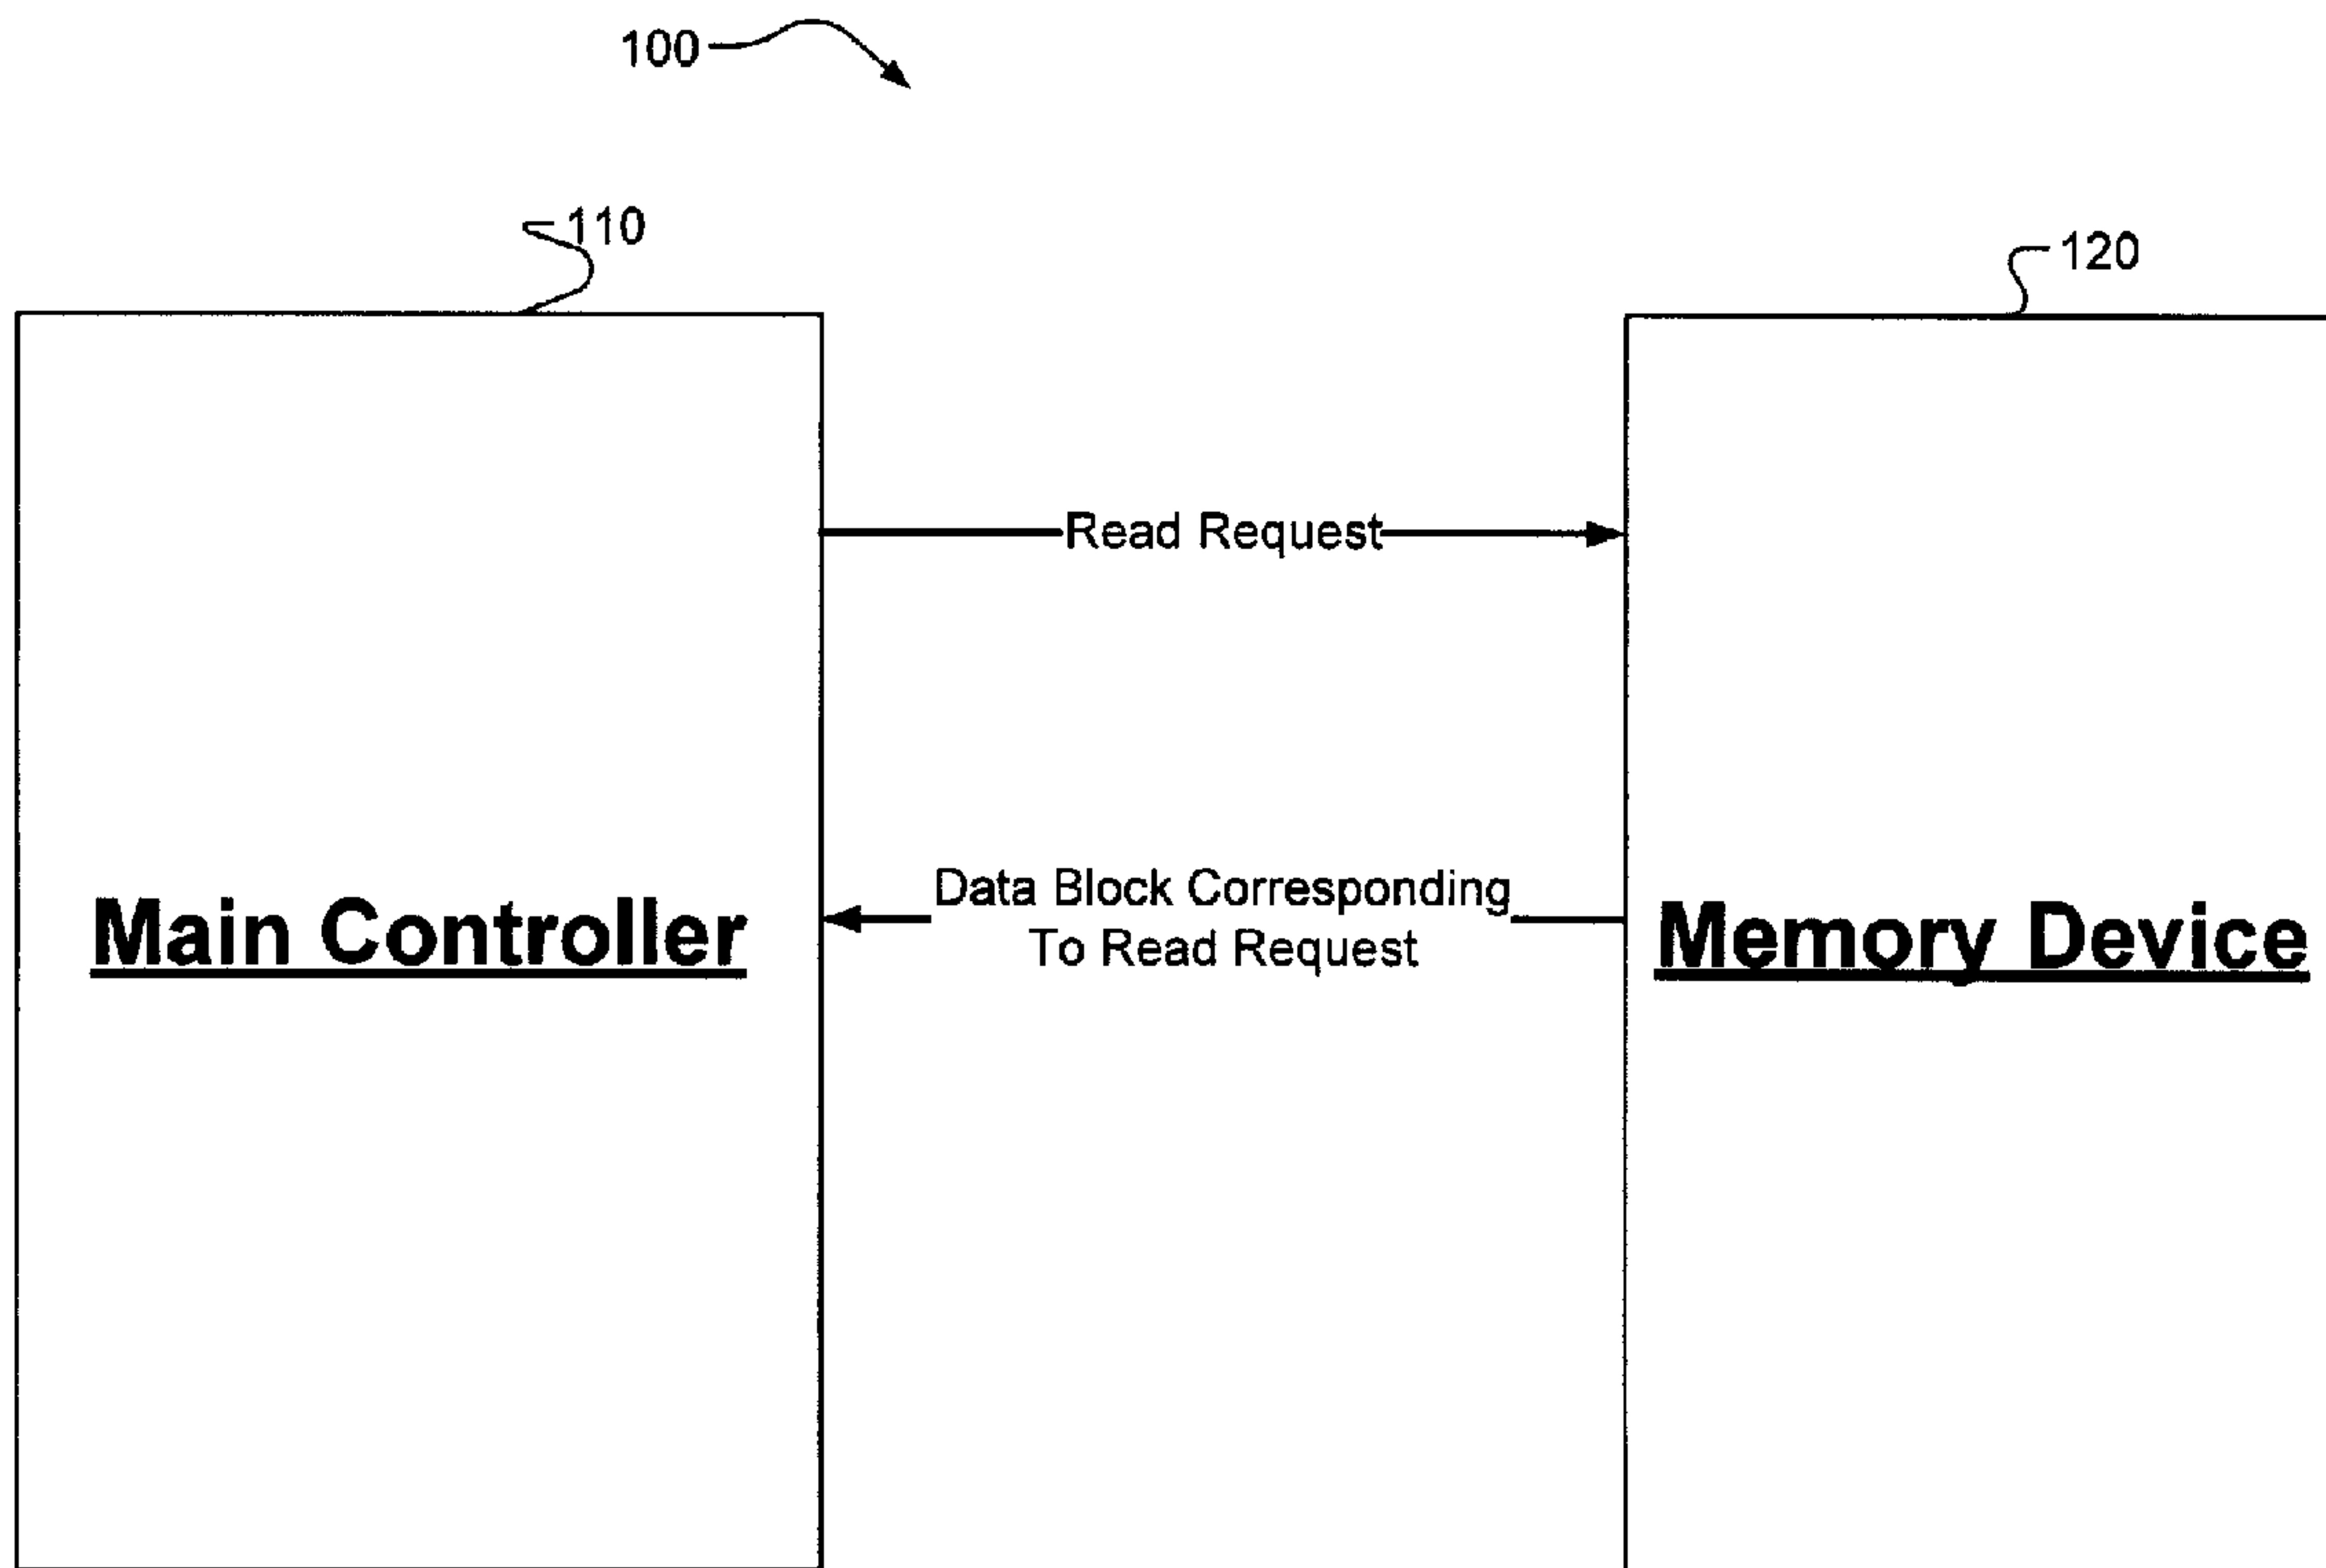 100
110
120
Read Request
Data Block Corresponding
To Read Request
Main Controller
Memory Device